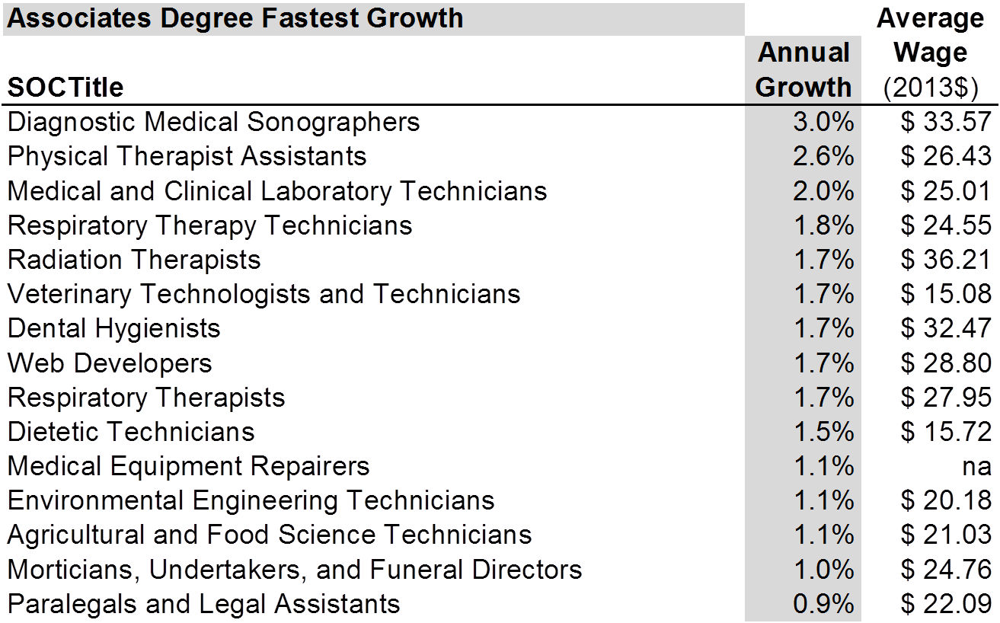 Associates Degree Fastest Growth Average
Annual Wage
SOCTitle Growth (2013$)
Diagnostic Medical Sonographers 3.0% $ 33.57
Physical Therapist Assistants 2.6% $ 26.43
Medical and Clinical Laboratory Technicians 2.0% $ 25.01
Respiratory Therapy Technicians 1.8% $ 24.55
Radiation Therapists 1.7% $ 36.21
Veterinary Technologists and Technicians 1.7% $ 15.08
Dental Hygienists 1.7% $ 32.47
Web Developers 1.7% $ 28.80
Respiratory Therapists 1.7% $ 27.95
Dietetic Technicians 1.5% $ 15.72
Medical Equipment Repairers 1.1% na
Environmental Engineering Technicians 1.1% $ 20.18
Agricultural and Food Science Technicians 1.1% $ 21.03
Morticians, Undertakers, and Funeral Directors 1.0% $ 24.76
Paralegals and Legal Assistants 0.9% $ 22.09